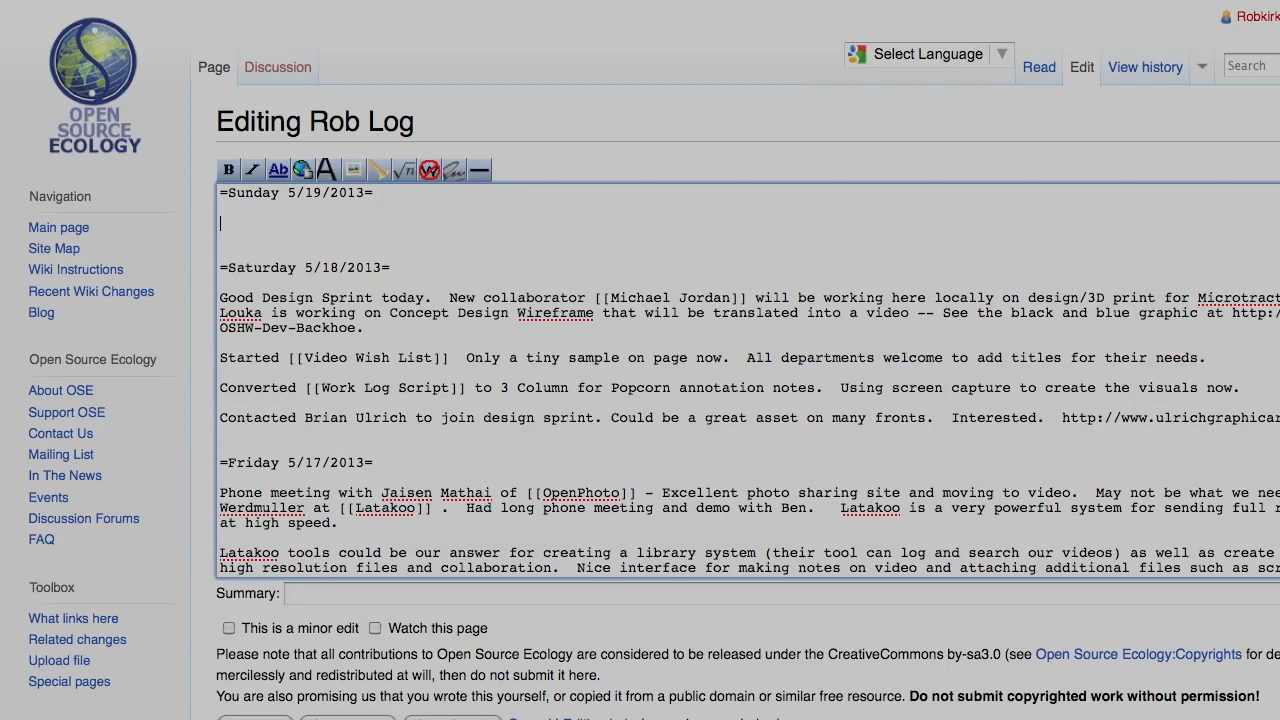 Robkirk
Select Language
Page
Discussion
Read
Edit
View history
Search
OPEN
SOURCE
ECOLOGY
Editing Rob Log
B I Ab A √n W
=Sunday 5/19/2013=
=Saturday 5/18/2013=
Good Design Sprint today. New collaborator [[Michael Jordan]] will be working here locally on design/3D print for Microtract
Louka is working on Concept Design Wireframe that will be translated into a video -- See the black and blue graphic at http:/
OSHW-Dev-Backhoe.
Started [[Video Wish List]] Only a tiny sample on page now. All departments welcome to add titles for their needs.
Converted [[Work Log Script]] to 3 Column for Popcorn annotation notes. Using screen capture to create the visuals now.
Contacted Brian Ulrich to join design sprint. Could be a great asset on many fronts. Interested. http://www.ulrichgraphicar
=Friday 5/17/2013=
Phone meeting with Jaisen Mathai of [[OpenPhoto]] - Excellent photo sharing site and moving to video. May not be what we nee
Werdmuller at [[Latakoo]] . Had long phone meeting and demo with Ben. Latakoo is a very powerful system for sending full r
at high speed.
Latakoo tools could be our answer for creating a library system (their tool can log and search our videos) as well as create
high resolution files and collaboration. Nice interface for making notes on video and attaching additional files such as scr
Summary:
This is a minor edit
Watch this page
Please note that all contributions to Open Source Ecology are considered to be released under the CreativeCommons by-sa3.0 (see Open Source Ecology:Copyrights for de
mercilessly and redistributed at will, then do not submit it here.
You are also promising us that you wrote this yourself, or copied it from a public domain or similar free resource. Do not submit copyrighted work without permission!
Navigation
Main page
Site Map
Wiki Instructions
Recent Wiki Changes
Blog
Open Source Ecology
About OSE
Support OSE
Contact Us
Mailing List
In The News
Events
Discussion Forums
FAQ
Toolbox
What links here
Related changes
Upload file
Special pages